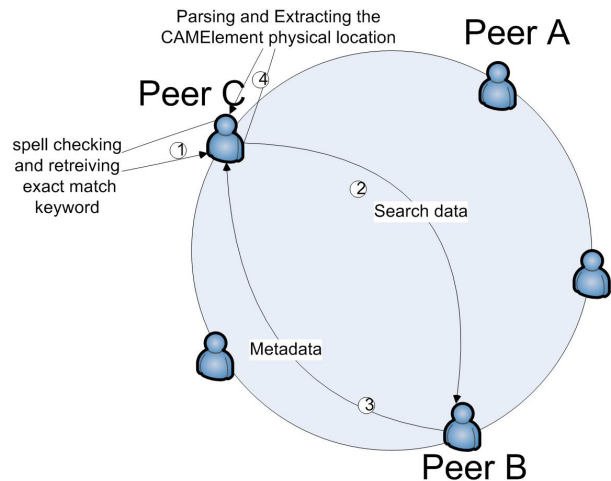 Parsing and Extracting the
CAMElement physical location
Peer A
4
Peer C
spell checking
and retreiving
exact match
keyword
1
2
Search data
Metadata
3
Peer B